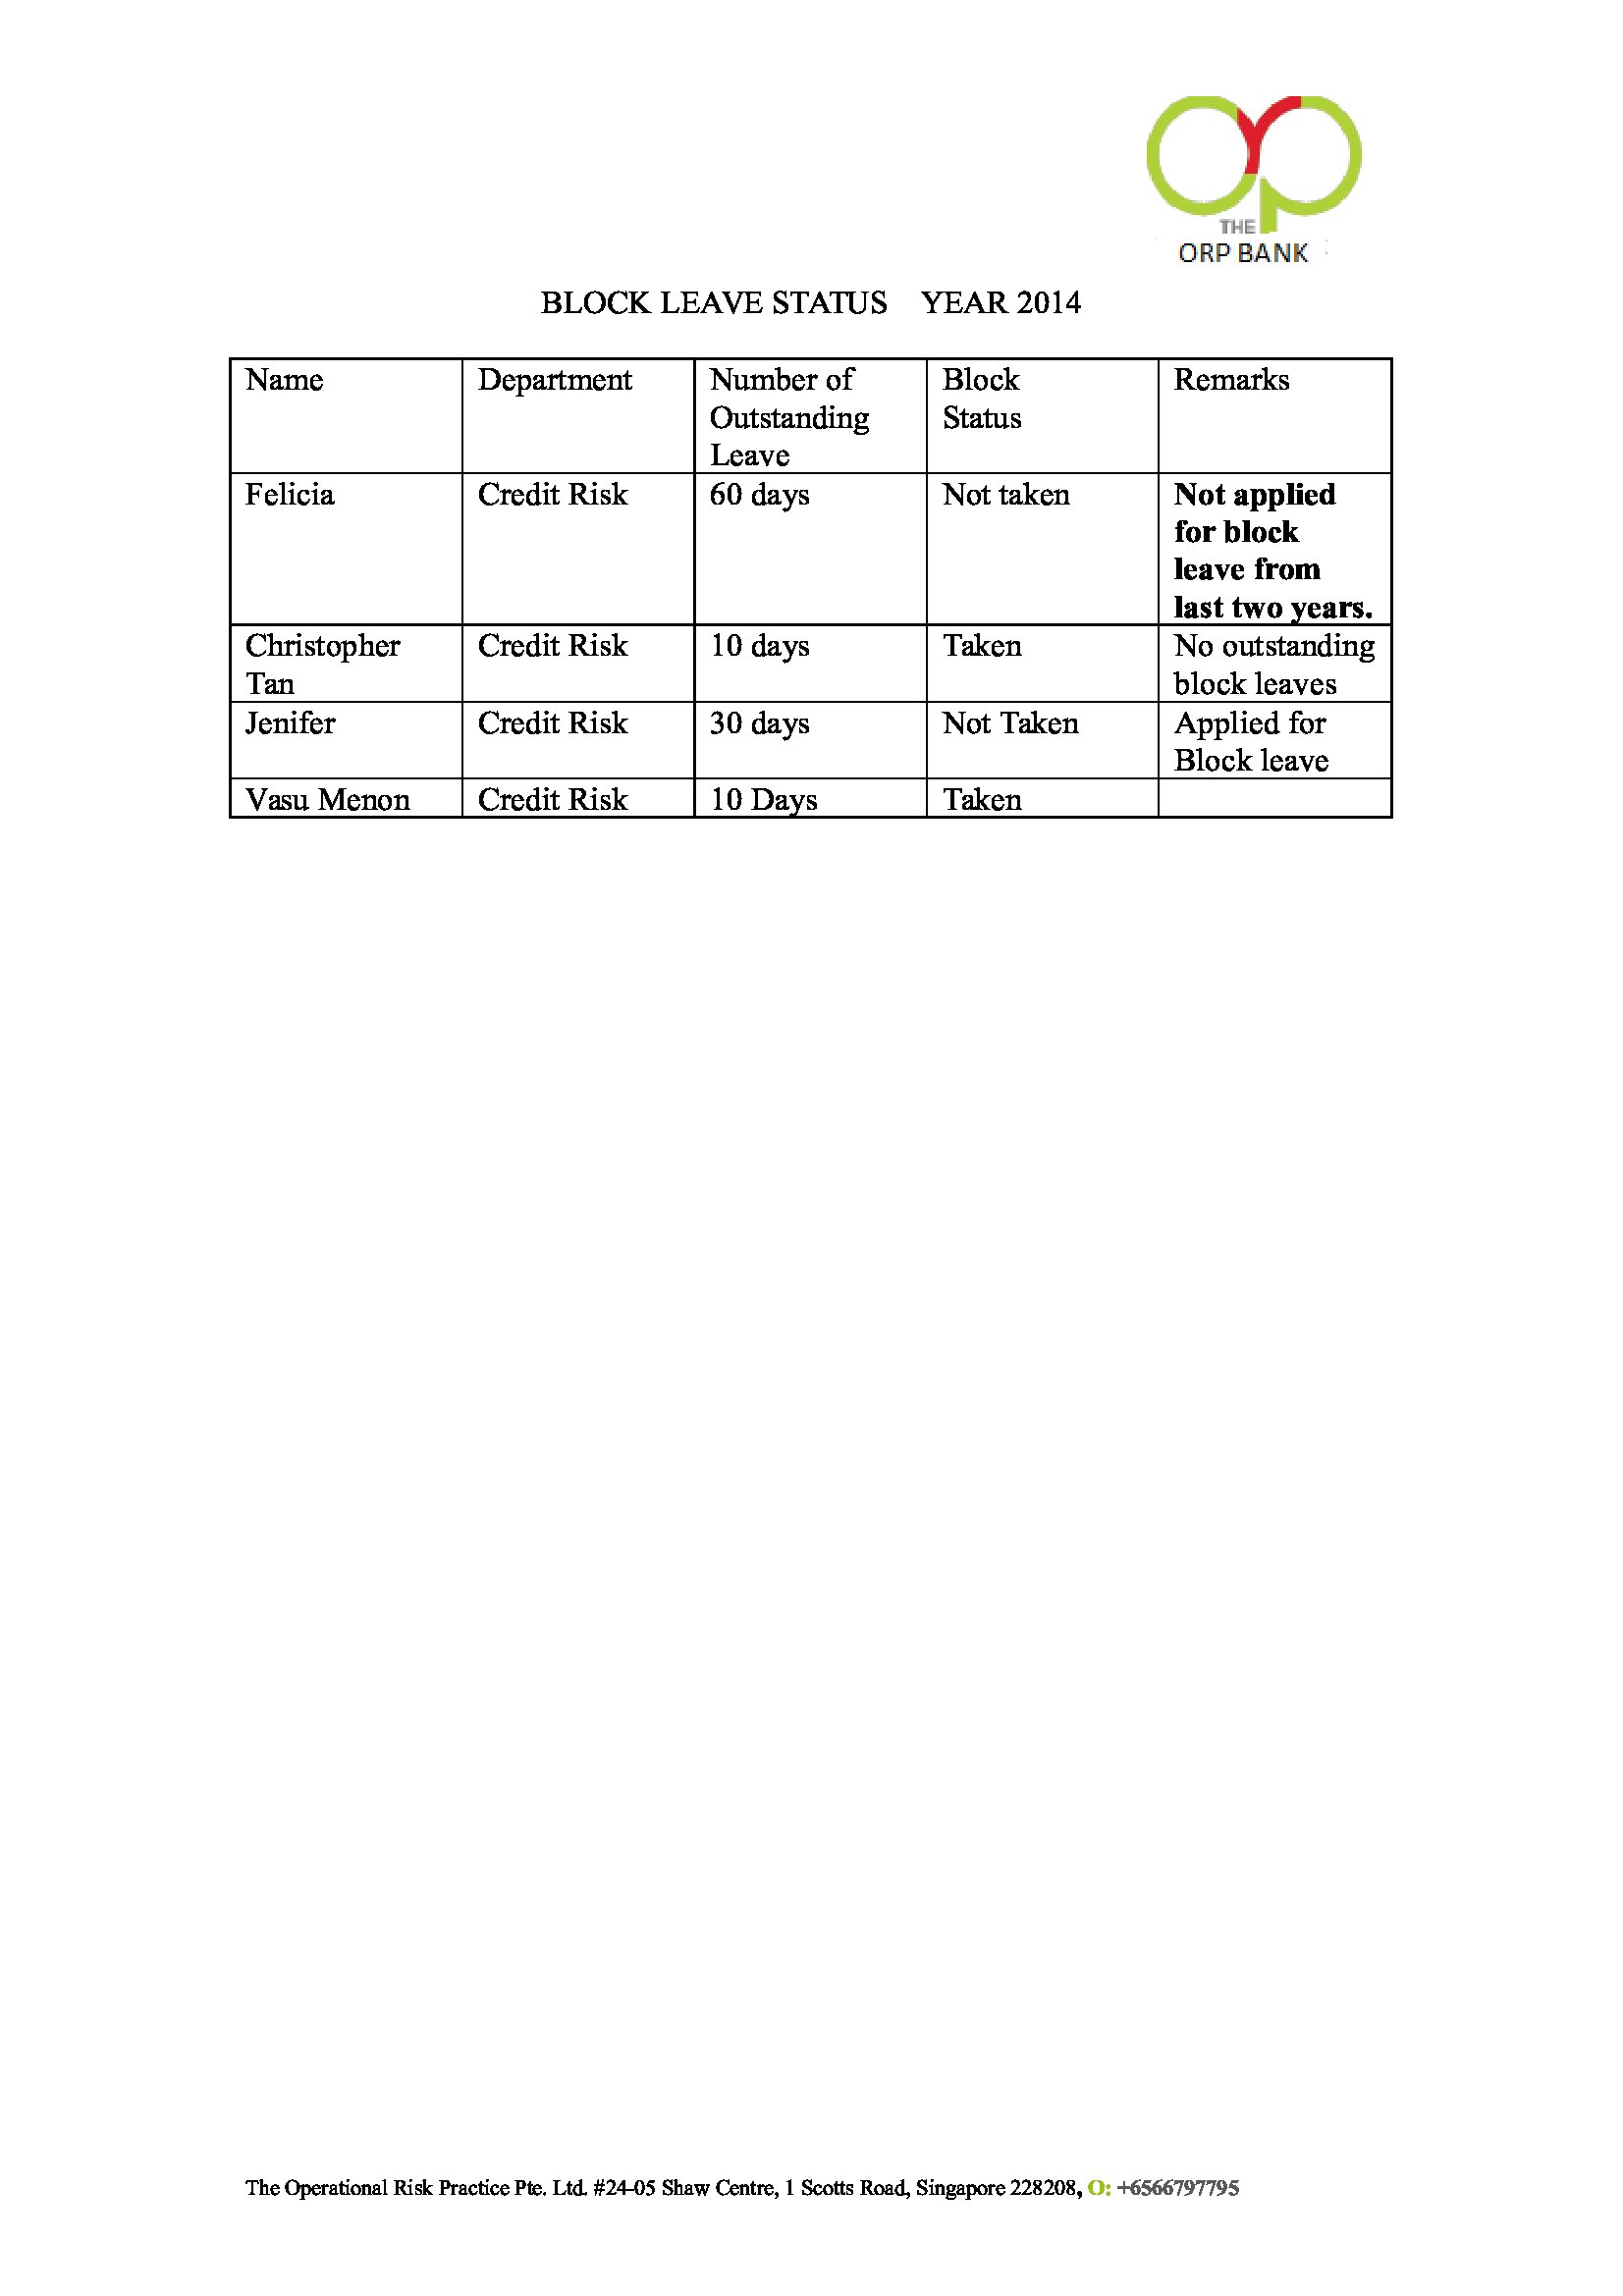 THE
ORP BANK
BLOCK LEAVE STATUS YEAR 2014
Name Department Number of Outstanding Leave Block Status Remarks
Felicia Credit Risk 60 days Not taken Not applied for block leave from last two years.
Christopher Tan Credit Risk 10 days Taken No outstanding block leaves
Jenifer Credit Risk 30 days Not Taken Applied for Block leave
Vasu Menon Credit Risk 10 Days Taken
The Operational Risk Practice Pte. Ltd. #24-05 Shaw Centre, 1 Scotts Road, Singapore 228208, O: +6566797795